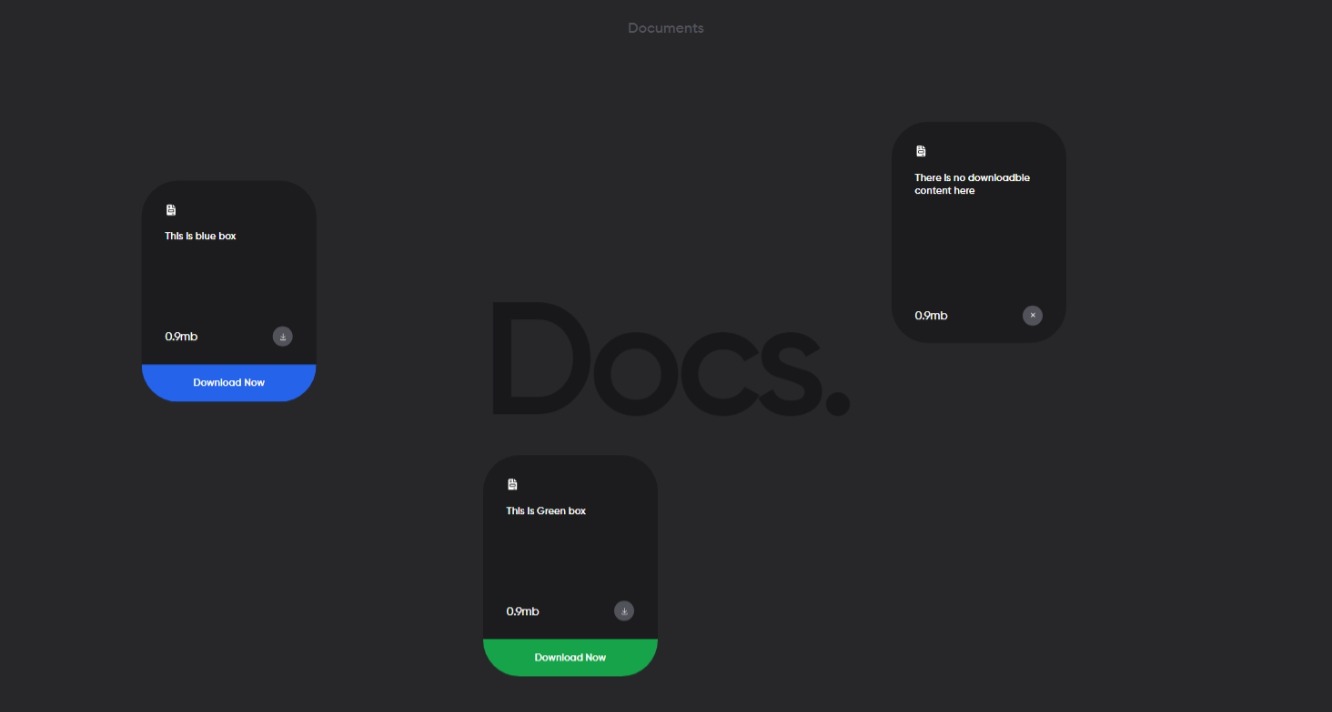 Documents
This is blue box
0.9mb
Download Now
There is no downloadble
content here
0.9mb
Docs.
This is Green box
0.9mb
Download Now